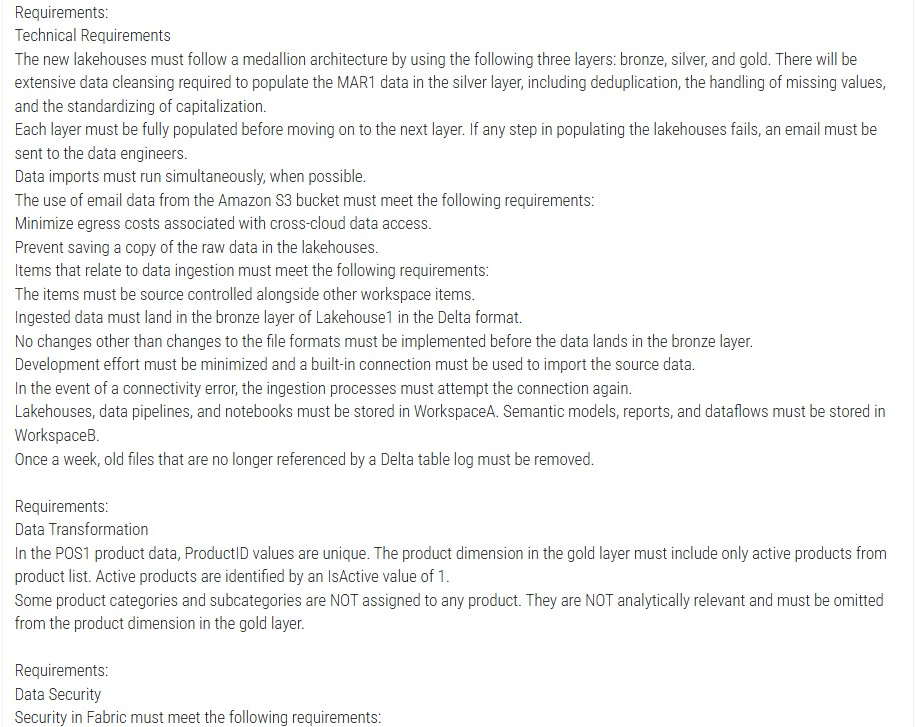 Requirements:
Technical Requirements
The new lakehouses must follow a medallion architecture by using the following three layers: bronze, silver, and gold. There will be
extensive data cleansing required to populate the MAR1 data in the silver layer, including deduplication, the handling of missing values,
and the standardizing of capitalization.
Each layer must be fully populated before moving on to the next layer. If any step in populating the lakehouses fails, an email must be
sent to the data engineers.
Data imports must run simultaneously, when possible.
The use of email data from the Amazon S3 bucket must meet the following requirements:
Minimize egress costs associated with cross-cloud data access.
Prevent saving a copy of the raw data in the lakehouses.
Items that relate to data ingestion must meet the following requirements:
The items must be source controlled alongside other workspace items.
Ingested data must land in the bronze layer of Lakehouse1 in the Delta format.
No changes other than changes to the file formats must be implemented before the data lands in the bronze layer.
Development effort must be minimized and a built-in connection must be used to import the source data.
In the event of a connectivity error, the ingestion processes must attempt the connection again.
Lakehouses, data pipelines, and notebooks must be stored in WorkspaceA. Semantic models, reports, and dataflows must be stored in
WorkspaceB.
Once a week, old files that are no longer referenced by a Delta table log must be removed.
Requirements:
Data Transformation
In the POS1 product data, ProductID values are unique. The product dimension in the gold layer must include only active products from
product list. Active products are identified by an IsActive value of 1.
Some product categories and subcategories are NOT assigned to any product. They are NOT analytically relevant and must be omitted
from the product dimension in the gold layer.
Requirements:
Data Security
Security in Fabric must meet the following requirements: